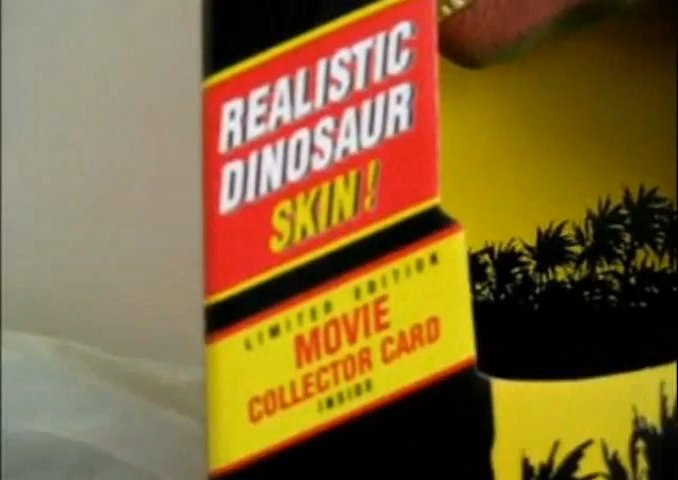 REALISTIC
DINOSAUR
SKIN!
LIMITED EDITION
MOVIE
COLLECTOR CARD
INSIDE